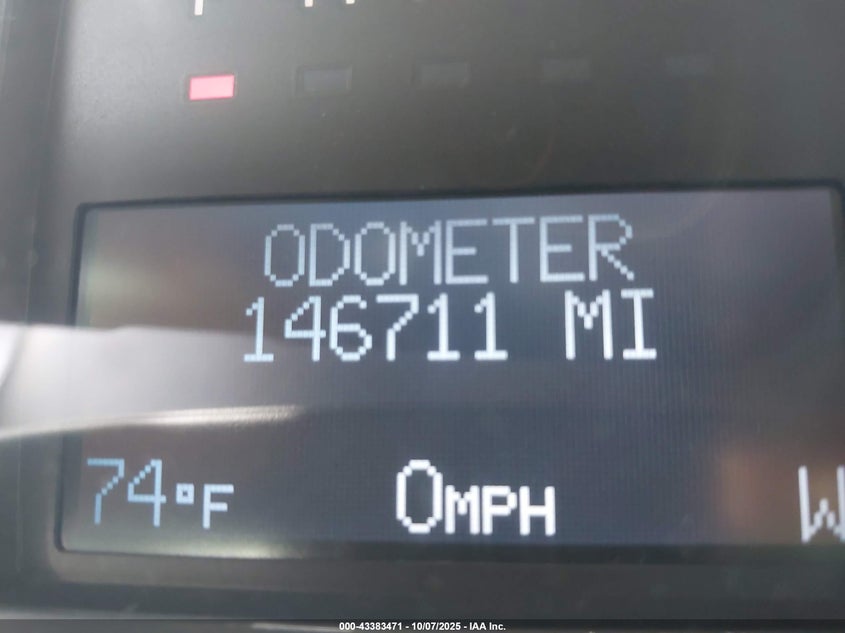 ODOMETER
146711 MI
74°F 0MPH W
000-43383471 - 10/07/2025 - IAA Inc.